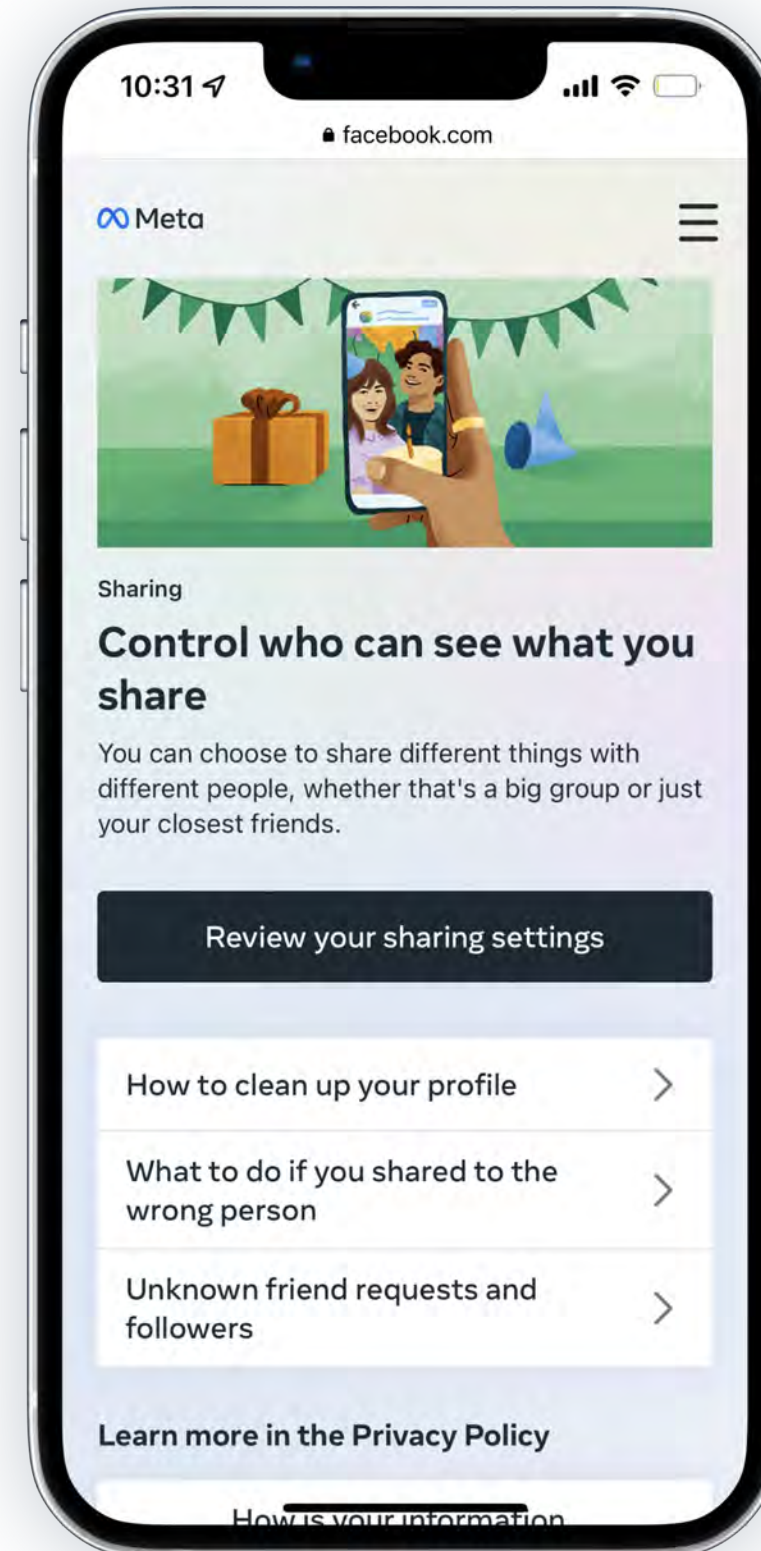 10:31
facebook.com
Meta
Sharing
Control who can see what you
share
You can choose to share different things with
different people, whether that's a big group or just
your closest friends.
Review your sharing settings
How to clean up your profile
What to do if you shared to the
wrong person
Unknown friend requests and
followers
Learn more in the Privacy Policy
How is your information